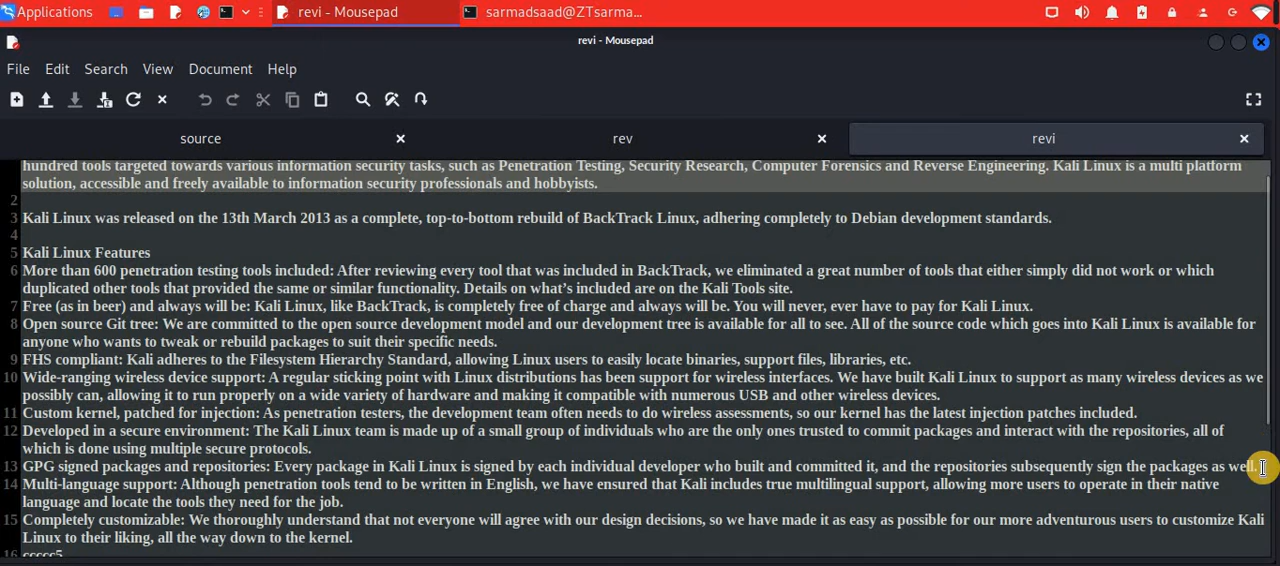 Applications
revi - Mousepad
sarmadsaad@ZTsarma...
revi - Mousepad
File Edit Search View Document Help
source
rev
revi
hundred tools targeted towards various information security tasks, such as Penetration Testing, Security Research, Computer Forensics and Reverse Engineering. Kali Linux is a multi platform
solution, accessible and freely available to information security professionals and hobbyists.
2
3 Kali Linux was released on the 13th March 2013 as a complete, top-to-bottom rebuild of BackTrack Linux, adhering completely to Debian development standards.
4
5 Kali Linux Features
6 More than 600 penetration testing tools included: After reviewing every tool that was included in BackTrack, we eliminated a great number of tools that either simply did not work or which
duplicated other tools that provided the same or similar functionality. Details on what’s included are on the Kali Tools site.
7 Free (as in beer) and always will be: Kali Linux, like BackTrack, is completely free of charge and always will be. You will never, ever have to pay for Kali Linux.
8 Open source Git tree: We are committed to the open source development model and our development tree is available for all to see. All of the source code which goes into Kali Linux is available for
anyone who wants to tweak or rebuild packages to suit their specific needs.
9 FHS compliant: Kali adheres to the Filesystem Hierarchy Standard, allowing Linux users to easily locate binaries, support files, libraries, etc.
10 Wide-ranging wireless device support: A regular sticking point with Linux distributions has been support for wireless interfaces. We have built Kali Linux to support as many wireless devices as we
possibly can, allowing it to run properly on a wide variety of hardware and making it compatible with numerous USB and other wireless devices.
11 Custom kernel, patched for injection: As penetration testers, the development team often needs to do wireless assessments, so our kernel has the latest injection patches included.
12 Developed in a secure environment: The Kali Linux team is made up of a small group of individuals who are the only ones trusted to commit packages and interact with the repositories, all of
which is done using multiple secure protocols.
13 GPG signed packages and repositories: Every package in Kali Linux is signed by each individual developer who built and committed it, and the repositories subsequently sign the packages as well.
14 Multi-language support: Although penetration tools tend to be written in English, we have ensured that Kali includes true multilingual support, allowing more users to operate in their native
language and locate the tools they need for the job.
15 Completely customizable: We thoroughly understand that not everyone will agree with our design decisions, so we have made it as easy as possible for our more adventurous users to customize Kali
Linux to their liking, all the way down to the kernel.
16